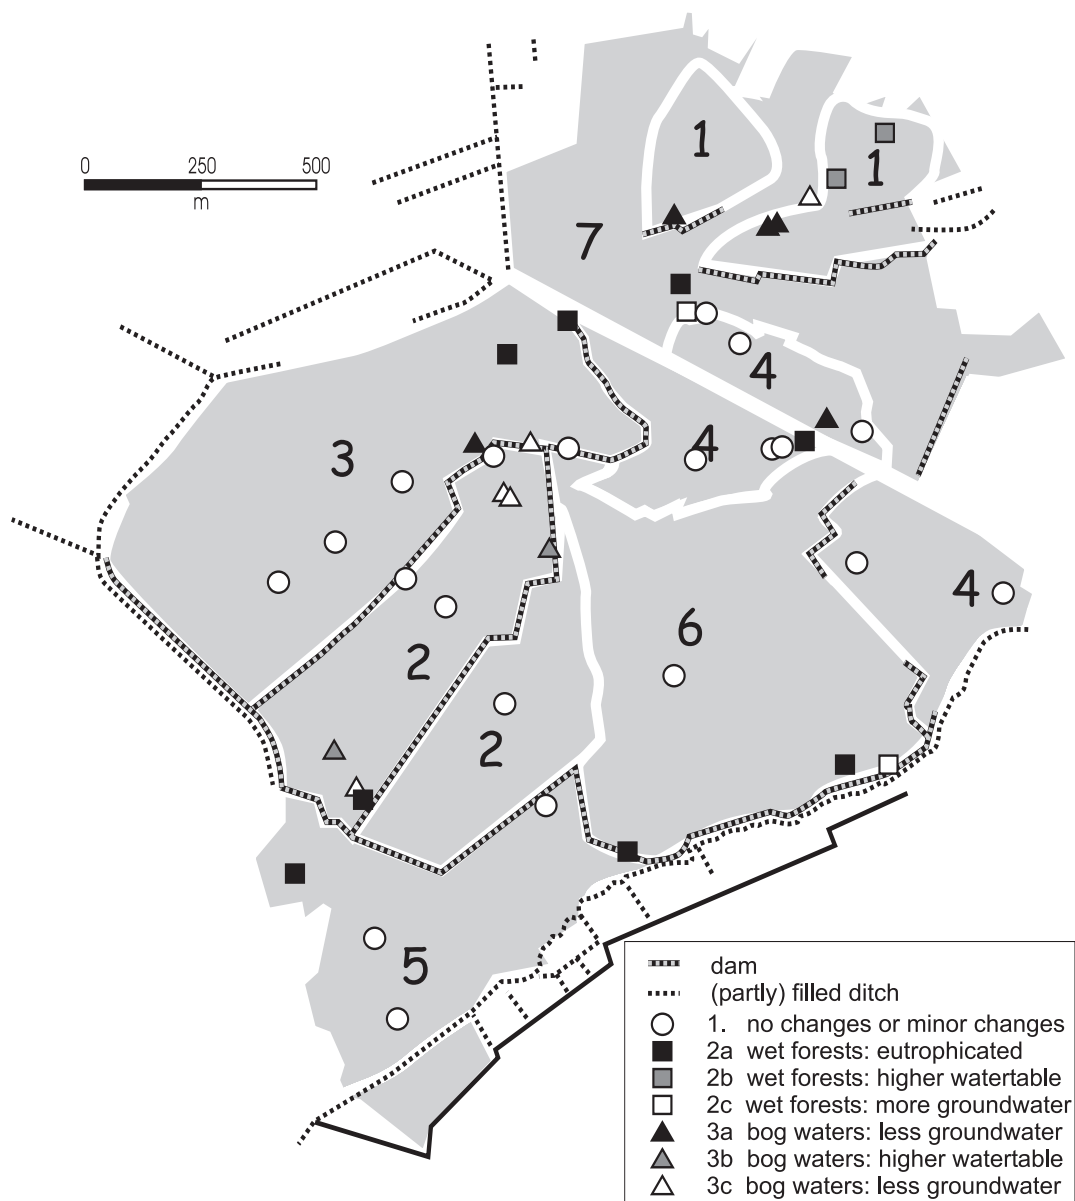 1
1
0 250 500
m
7
4
4
3
4
2
6
2
5
dam
(partly) filled ditch
1. no changes or minor changes
2a wet forests: eutrophicated
2b wet forests: higher watertable
2c wet forests: more groundwater
3a bog waters: less groundwater
3b bog waters: higher watertable
3c bog waters: less groundwater